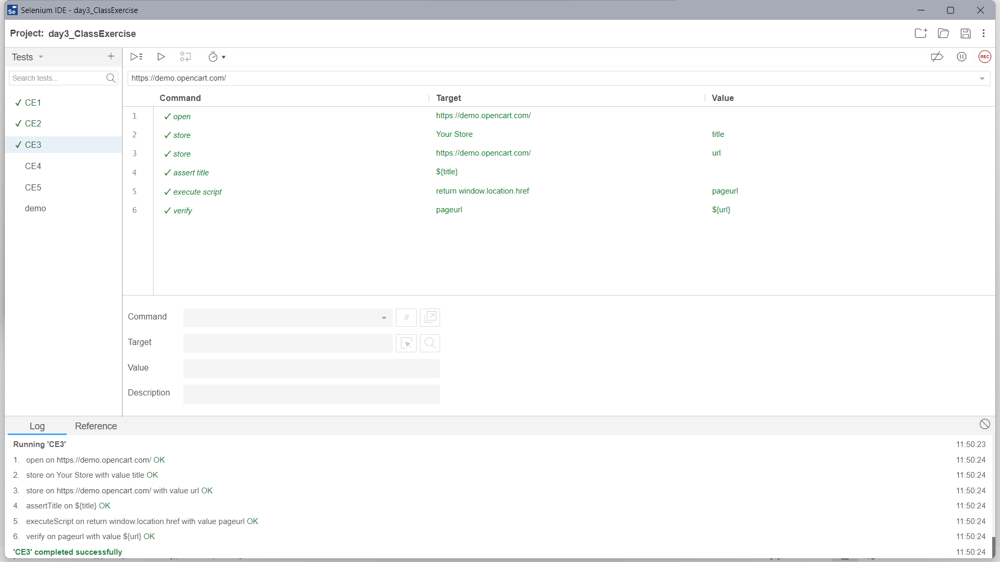 Se Selenium IDE - day3_ClassExercise
Project: day3_ClassExercise
Tests
REC
Search tests...
https://demo.opencart.com/
Command Target Value
CE1
CE2
CE3
CE4
CE5
demo
1 open https://demo.opencart.com/
2 store Your Store title
3 store https://demo.opencart.com/ url
4 assert title ${title}
5 execute script return window.location.href pageurl
6 verify pageurl ${url}
Command //
Target
Value
Description
Log Reference
Running 'CE3' 11:50:23
1. open on https://demo.opencart.com/ OK 11:50:24
2. store on Your Store with value title OK 11:50:24
3. store on https://demo.opencart.com/ with value url OK 11:50:24
4. assertTitle on ${title} OK 11:50:24
5. executeScript on return window.location.href with value pageurl OK 11:50:24
6. verify on pageurl with value ${url} OK 11:50:24
'CE3' completed successfully 11:50:24